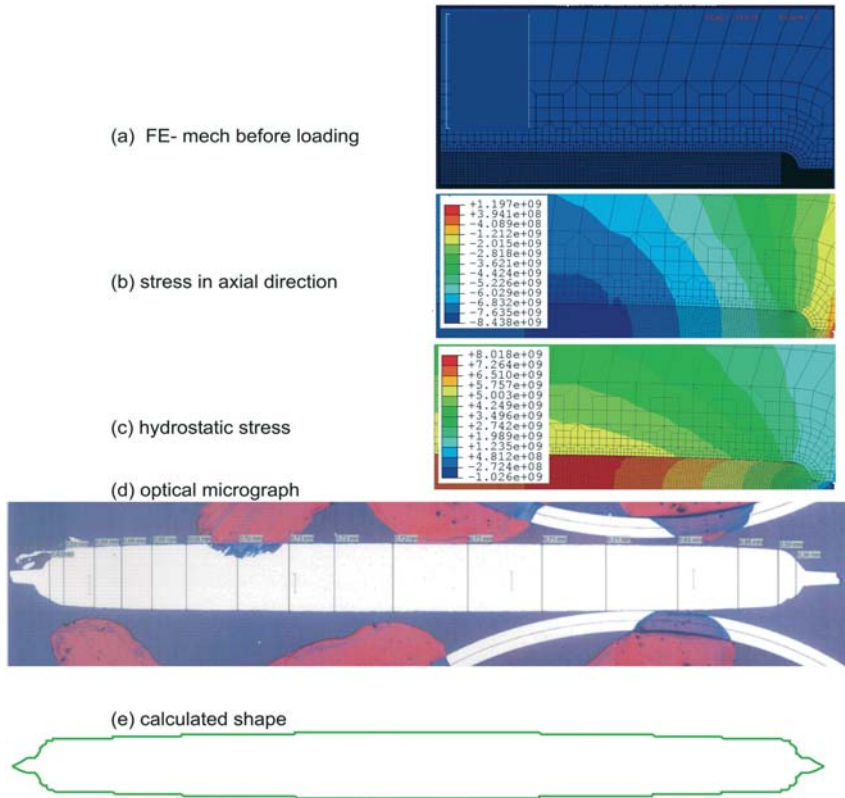 (a) FE- mech before loading
+1.197e+09
+3.941e+08
-4.089e+08
-1.212e+09
-2.015e+09
-2.818e+09
-3.621e+09
-4.424e+09
-5.226e+09
-6.029e+09
-6.832e+09
-7.635e+09
-8.438e+09
(b) stress in axial direction
+8.018e+09
+7.264e+09
+6.510e+09
+5.757e+09
+5.003e+09
+4.249e+09
+3.496e+09
+2.742e+09
+1.989e+09
+1.235e+09
+4.812e+08
-2.724e+08
-1.026e+09
(c) hydrostatic stress
(d) optical micrograph
(e) calculated shape